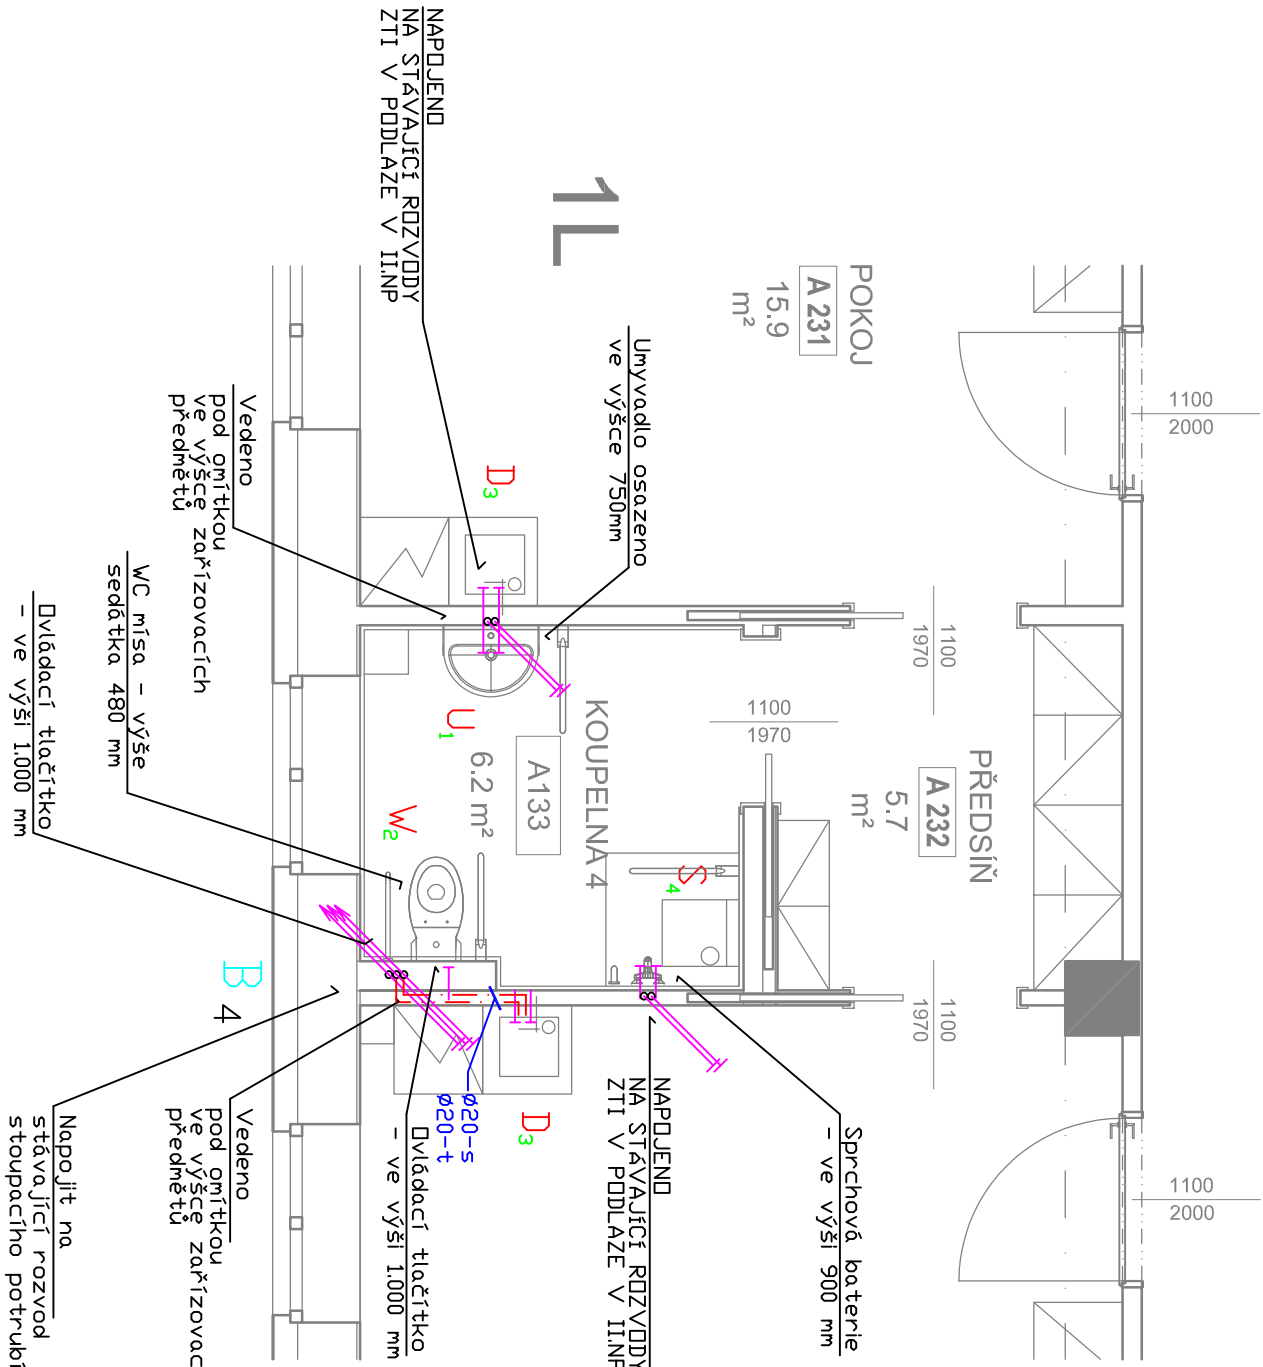 NAPOJENO
NA STÁVAJÍCÍ ROZVODY
ZTI V PODLAZE V II.NP
1L
POKOJ
A 231
15.9
m²
1100
2000
Umyvadlo osazeno
ve výšce 750mm
D3
Vedeno
pod omítkou
ve výšce zařizovacích
předmětů
WC mísa - výše
sedátka 480 mm
Ovládací tlačítko
- ve výši 1.000 mm
U1
W2
KOUPELNA 4
A133
6.2 m²
1100
1970
1100
1970
PŘEDSÍŇ
A 232
5.7
m²
S4
1100
1970
B 4
Ø20-s
Ø20-t
D3
Sprchová baterie
- ve výši 900 mm
NAPOJENO
NA STÁVAJÍCÍ ROZVODY
ZTI V PODLAZE V II.NP
Ovládací tlačítko
- ve výši 1.000 mm
Vedeno
pod omítkou
ve výšce zařizovac
předmětů
Napojit na
stávající rozvod
stoupacího potrubí
1100
2000